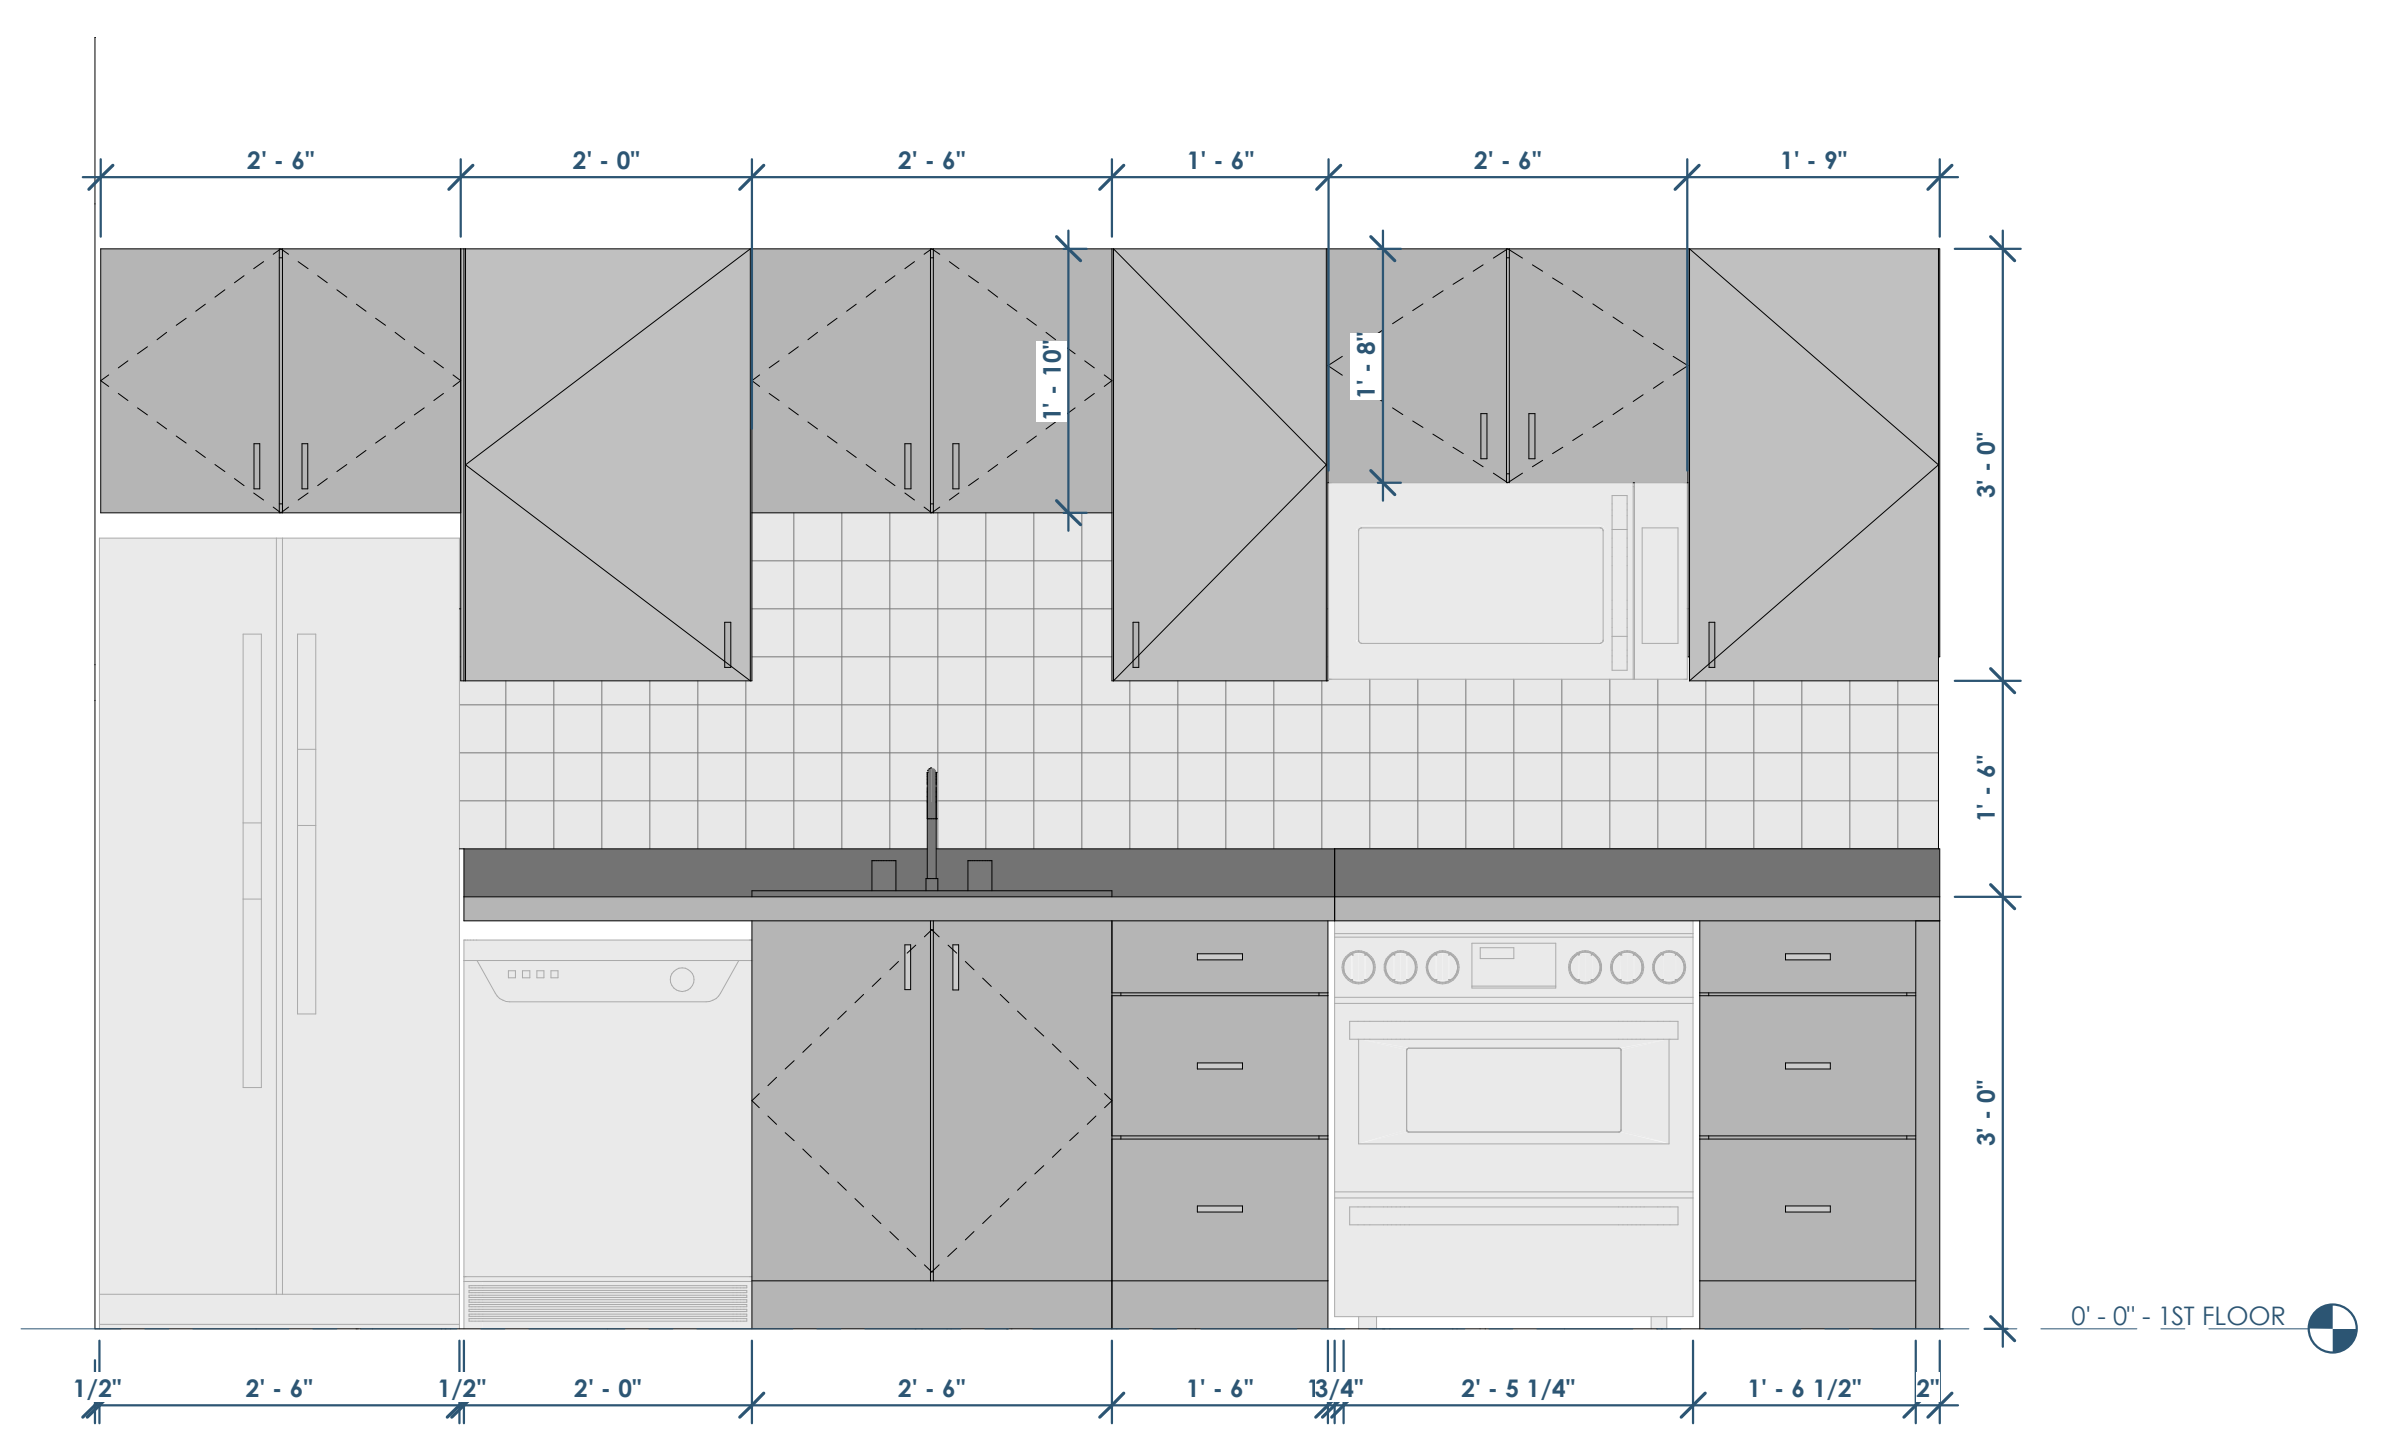 2' - 6" 2' - 0" 2' - 6" 1' - 6" 2' - 6" 1' - 9"
1' - 10"
1' - 8"
3' - 0"
1' - 6"
3' - 0"
0' - 0" - 1ST FLOOR
1/2" 2' - 6" 1/2" 2' - 0" 2' - 6" 1' - 6" 3/4" 2' - 5 1/4" 1' - 6 1/2" 2"